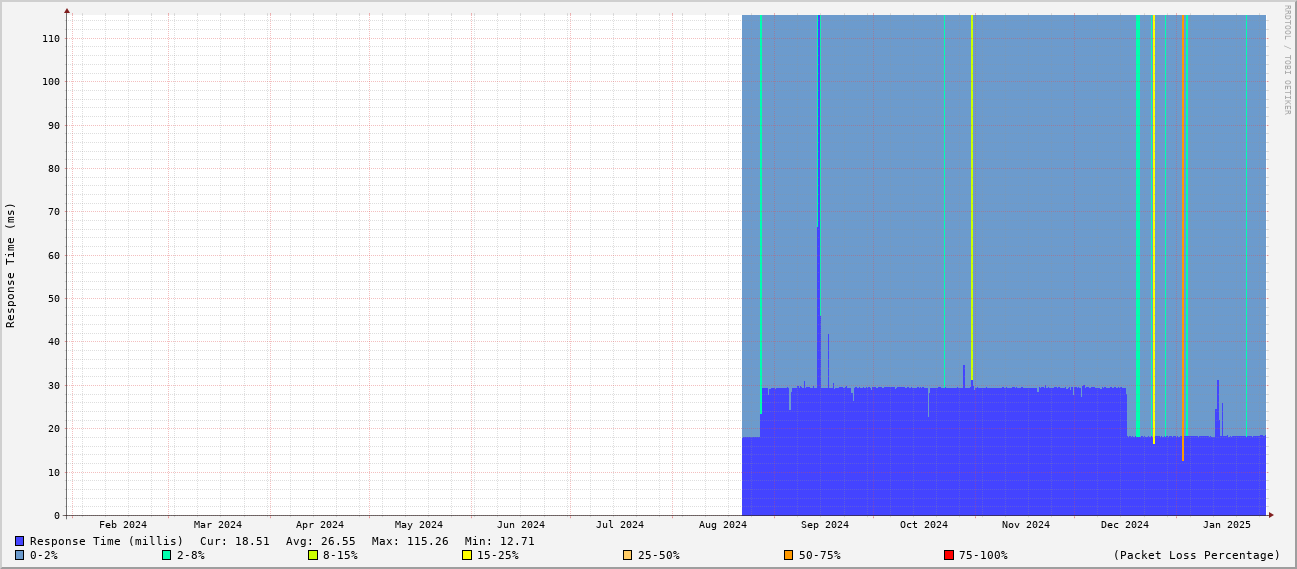 RRDTOOL / TOBI OETIKER
Response Time (ms)
110
100
90
80
70
60
50
40
30
20
10
0
Feb 2024 Mar 2024 Apr 2024 May 2024 Jun 2024 Jul 2024 Aug 2024 Sep 2024 Oct 2024 Nov 2024 Dec 2024 Jan 2025
Response Time (millis) Cur: 18.51 Avg: 26.55 Max: 115.26 Min: 12.71
0-2% 2-8% 8-15% 15-25% 25-50% 50-75% 75-100% (Packet Loss Percentage)